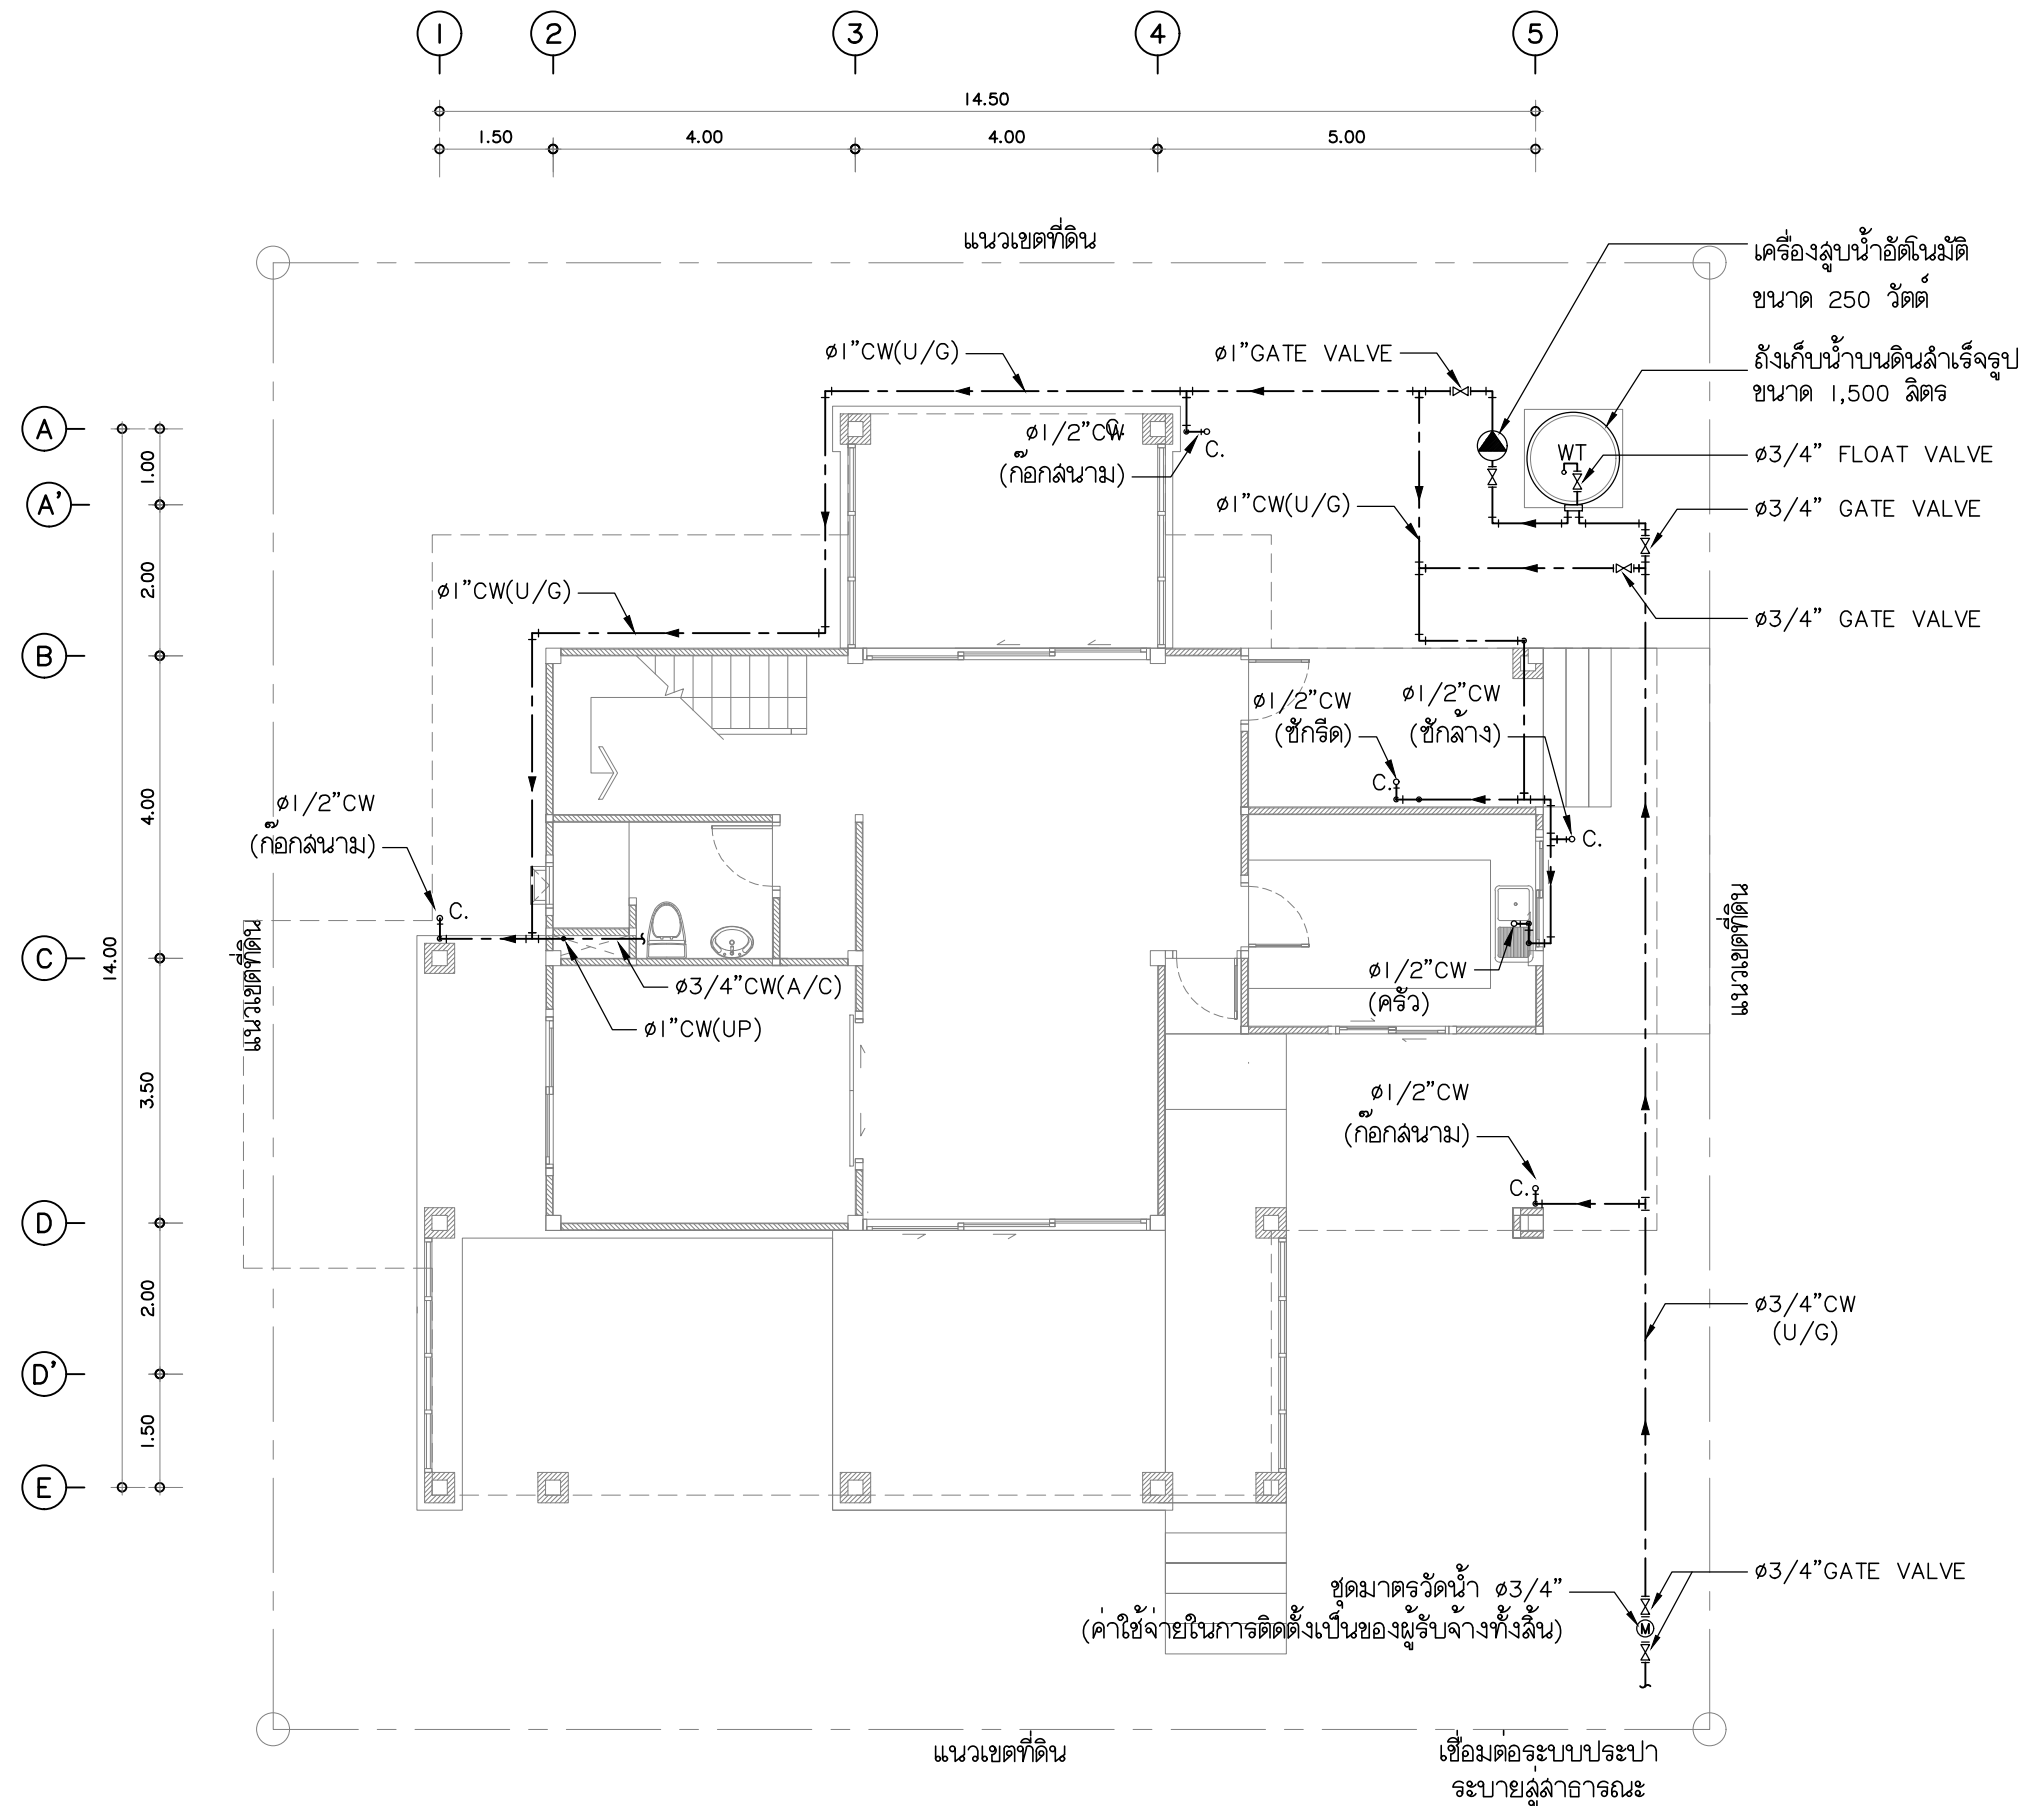 1
2
3
4
5
14.50
1.50
4.00
4.00
5.00
แนวเขตที่ดิน
เครื่องสูบน้ำอัตโนมัติ
ขนาด 250 วัตต์
ø1"CW(U/G)
ø1"GATE VALVE
ถังเก็บน้ำบนดินสำเร็จรูป
ขนาด 1,500 ลิตร
A
ø1/2"CW
C.
(ก๊อกสนาม)
C.
WT
ø3/4" FLOAT VALVE
1.00
A'
ø1"CW(U/G)
ø3/4" GATE VALVE
2.00
ø1"CW(U/G)
ø3/4" GATE VALVE
B
ø1/2"CW
(ซักรีด)
ø1/2"CW
(ซักล้าง)
C.
4.00
ø1/2"CW
(ก๊อกสนาม)
C.
C.
14.00
C
แนวเขตที่ดิน
แนวเขตที่ดิน
ø3/4"CW(A/C)
ø1"CW(UP)
ø1/2"CW
(ครัว)
3.50
ø1/2"CW
(ก๊อกสนาม)
C.
D
2.00
ø3/4"CW
(U/G)
D'
1.50
E
ø3/4"GATE VALVE
ชุดมาตรวัดน้ำ ø3/4"
(ค่าใช้จ่ายในการติดตั้งเป็นของผู้รับจ้างทั้งสิ้น)
M
แนวเขตที่ดิน
เชื่อมต่อระบบประปา
ระบายสู่สาธารณะ